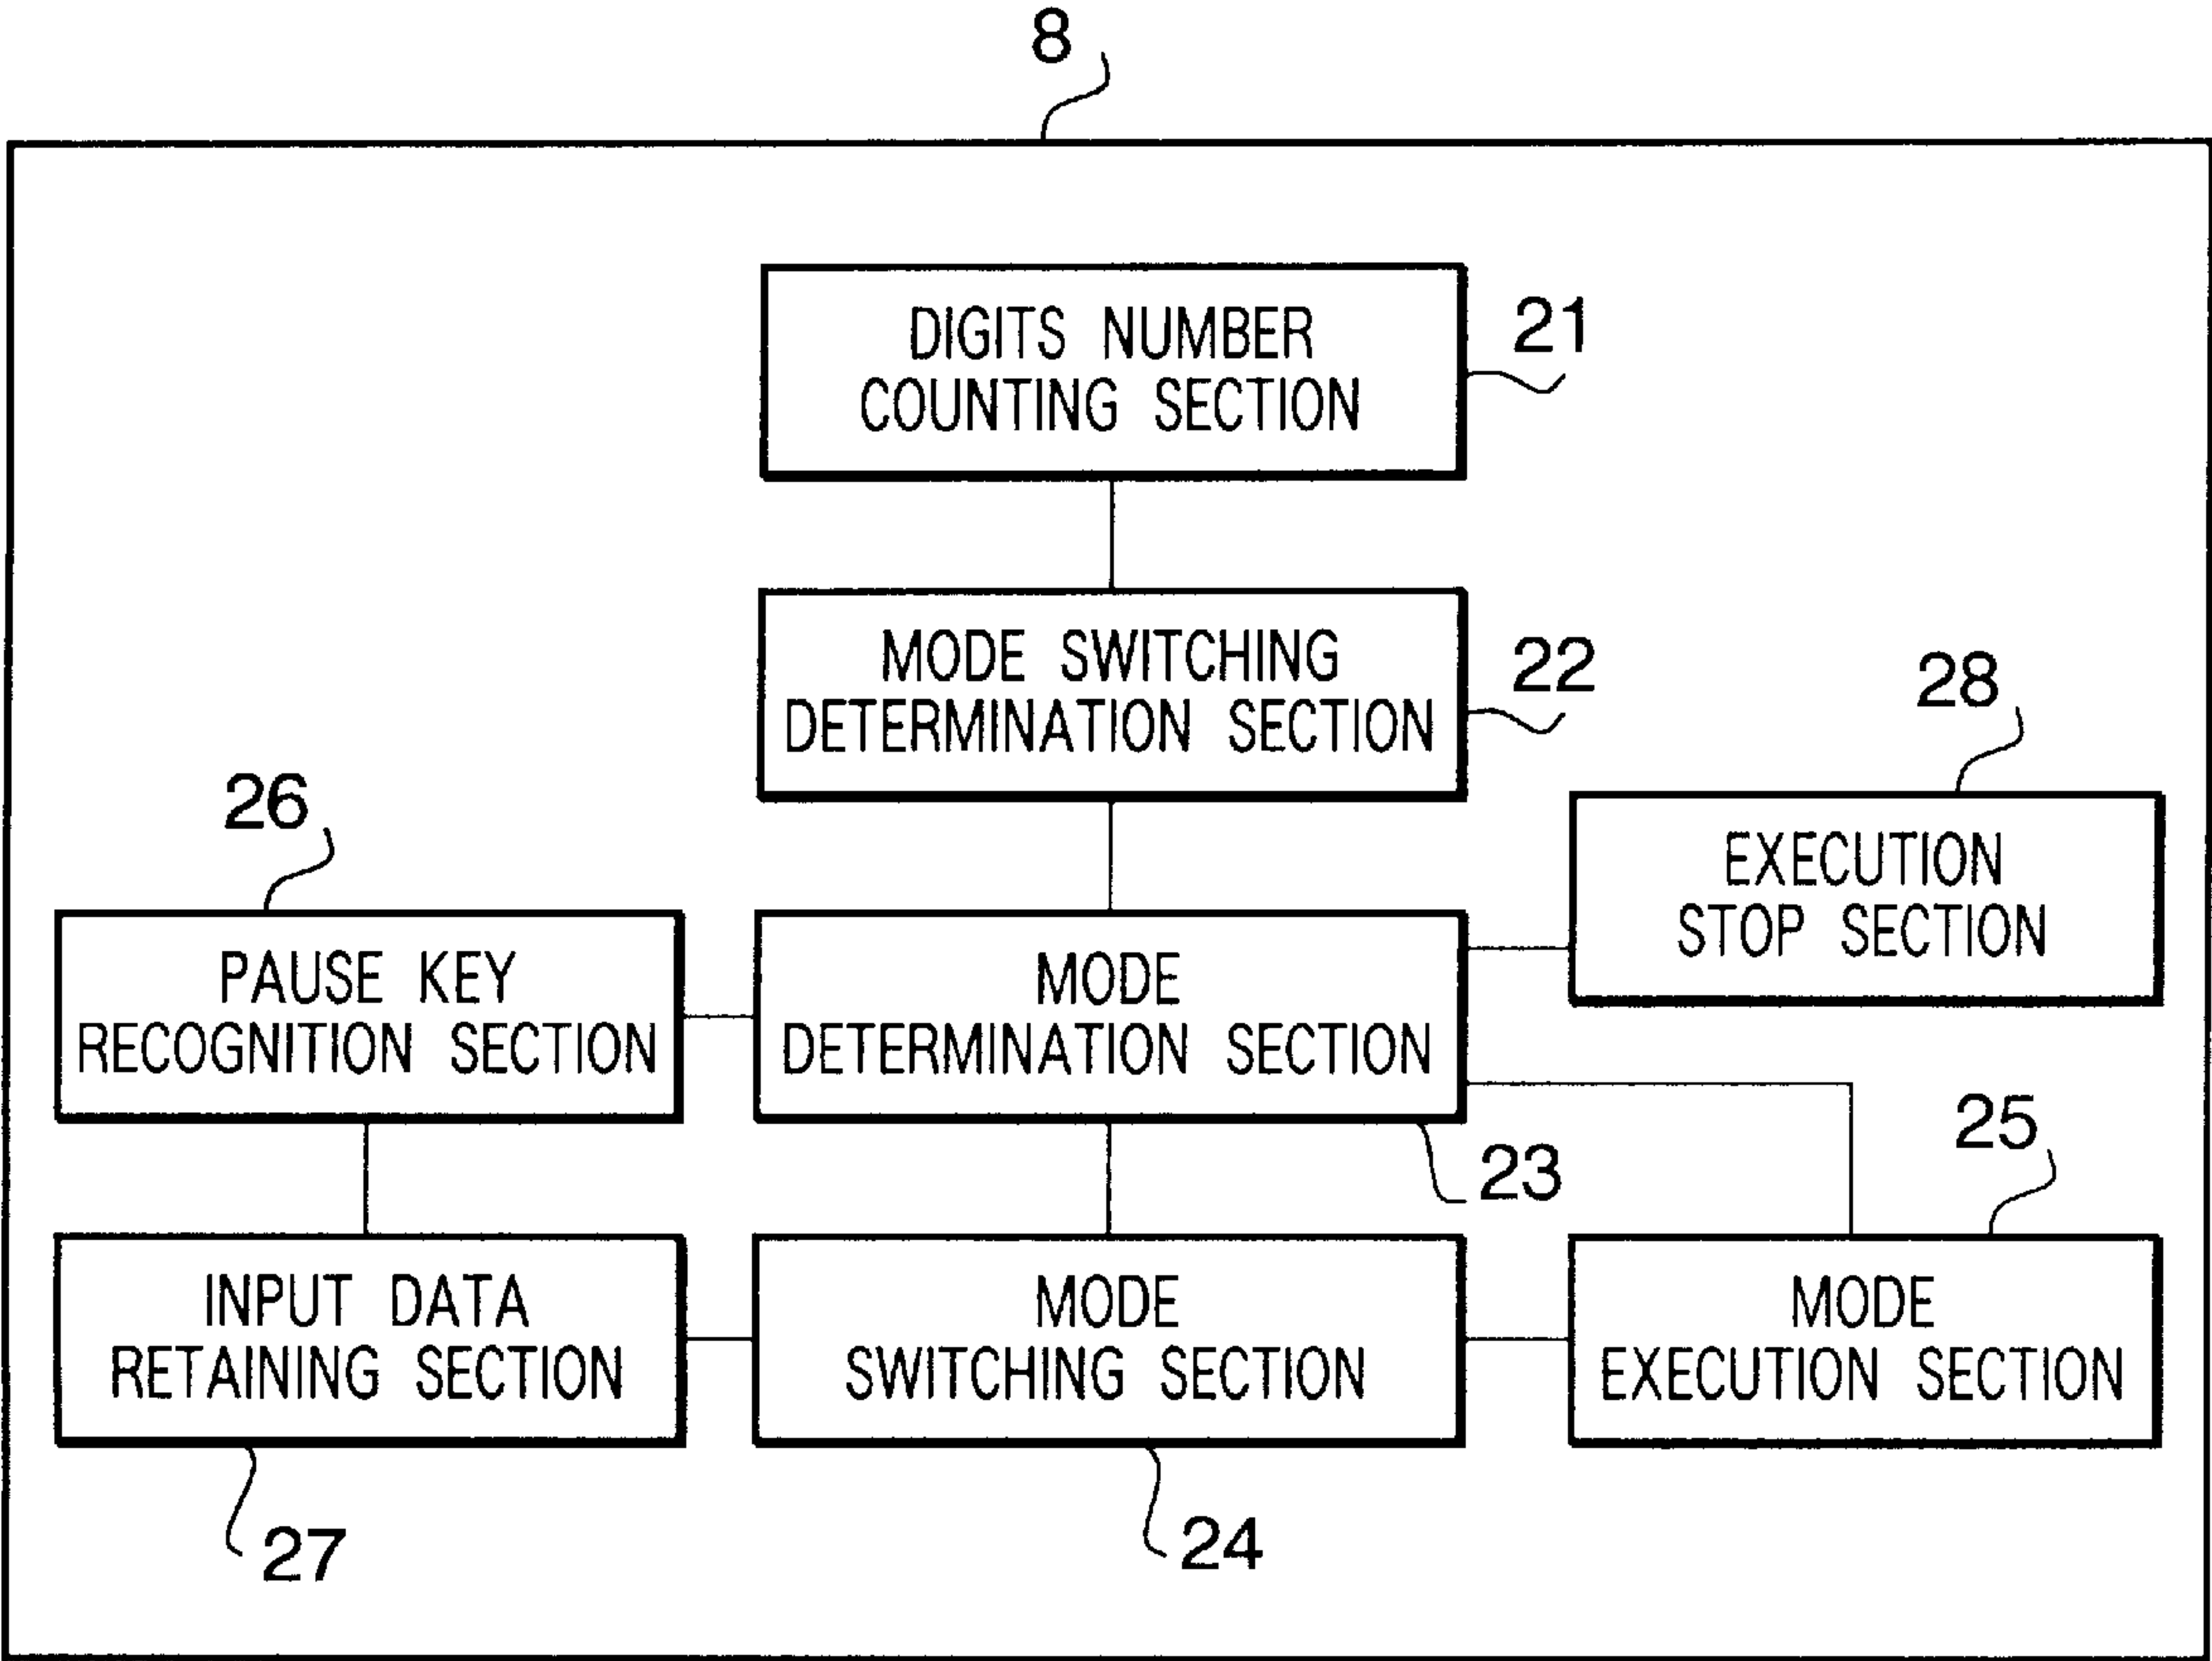 8
DIGITS NUMBER
COUNTING SECTION
21
MODE SWITCHING
DETERMINATION SECTION
22
28
EXECUTION
STOP SECTION
26
PAUSE KEY
RECOGNITION SECTION
MODE
DETERMINATION SECTION
23
25
INPUT DATA
RETAINING SECTION
27
MODE
SWITCHING SECTION
24
MODE
EXECUTION SECTION